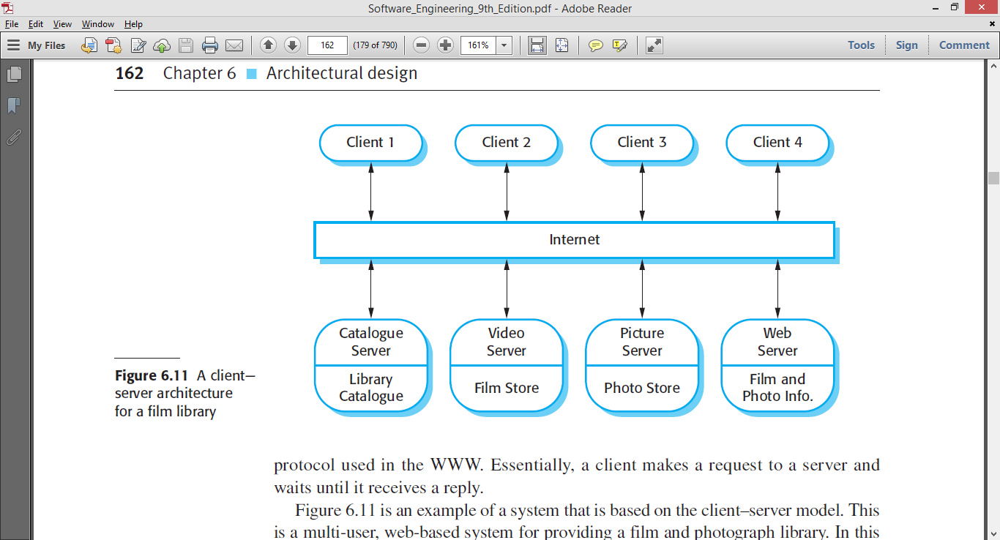 Software_Engineering_9th_Edition.pdf - Adobe Reader
File Edit View Window Help
My Files 162 (179 of 790) 161% Tools Sign Comment
162 Chapter 6 Architectural design
Client 1 Client 2 Client 3 Client 4
Internet
Catalogue Server
Library Catalogue
Video Server
Film Store
Picture Server
Photo Store
Web Server
Film and Photo Info.
Figure 6.11 A client–
server architecture
for a film library
protocol used in the WWW. Essentially, a client makes a request to a server and
waits until it receives a reply.
Figure 6.11 is an example of a system that is based on the client–server model. This
is a multi-user, web-based system for providing a film and photograph library. In this